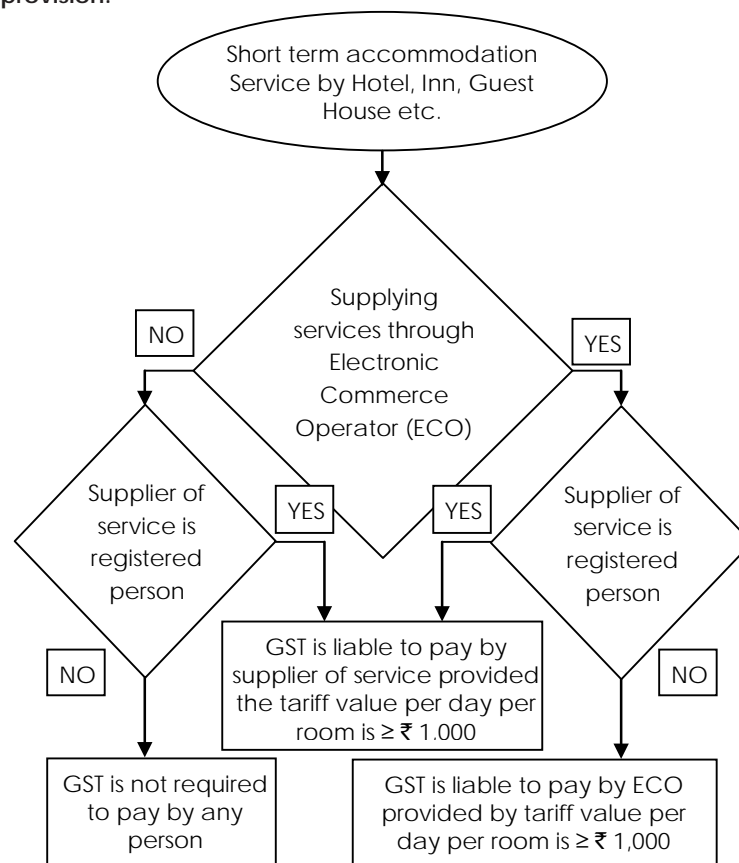 provision.
Short term accommodation
Service by Hotel, Inn, Guest
House etc.
Supplying
services through
Electronic
Commerce
Operator (ECO)
NO
YES
Supplier of
service is
registered
person
YES
YES
Supplier of
service is
registered
person
NO
GST is liable to pay by
supplier of service provided
the tariff value per day per
room is ≥ ₹ 1.000
NO
GST is not required
to pay by any
person
GST is liable to pay by ECO
provided by tariff value per
day per room is ≥ ₹ 1,000